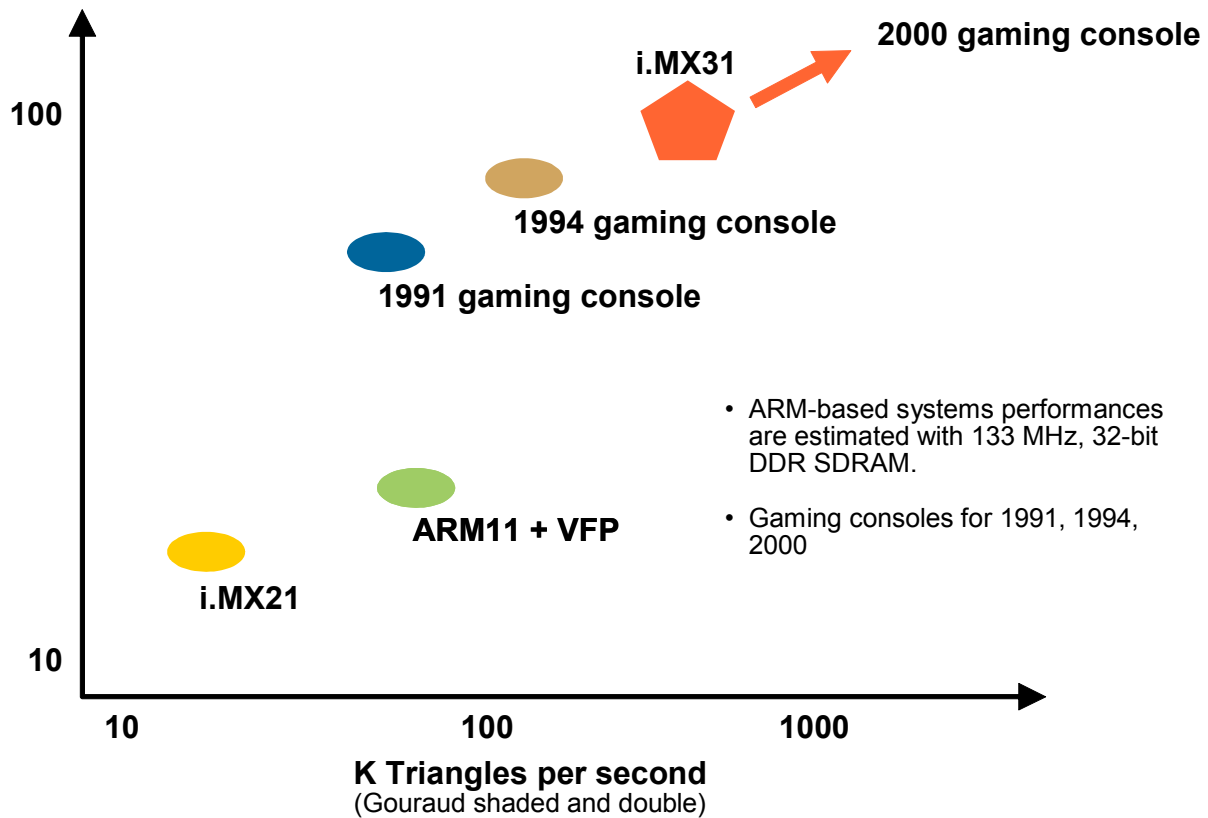 2000 gaming console
i.MX31
100
1994 gaming console
1991 gaming console
• ARM-based systems performances
are estimated with 133 MHz, 32-bit
DDR SDRAM.
• Gaming consoles for 1991, 1994,
2000
ARM11 + VFP
i.MX21
10
10 100 1000
K Triangles per second
(Gouraud shaded and double)